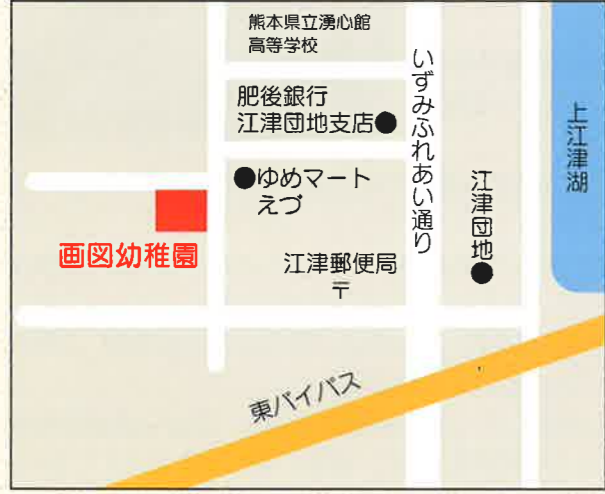 熊本県立湧心館
高等学校
肥後銀行
江津団地支店
いずみふれあい通り
上江津湖
ゆめマート
えづ
江津団地
画図幼稚園
江津郵便局
〒
東バイパス